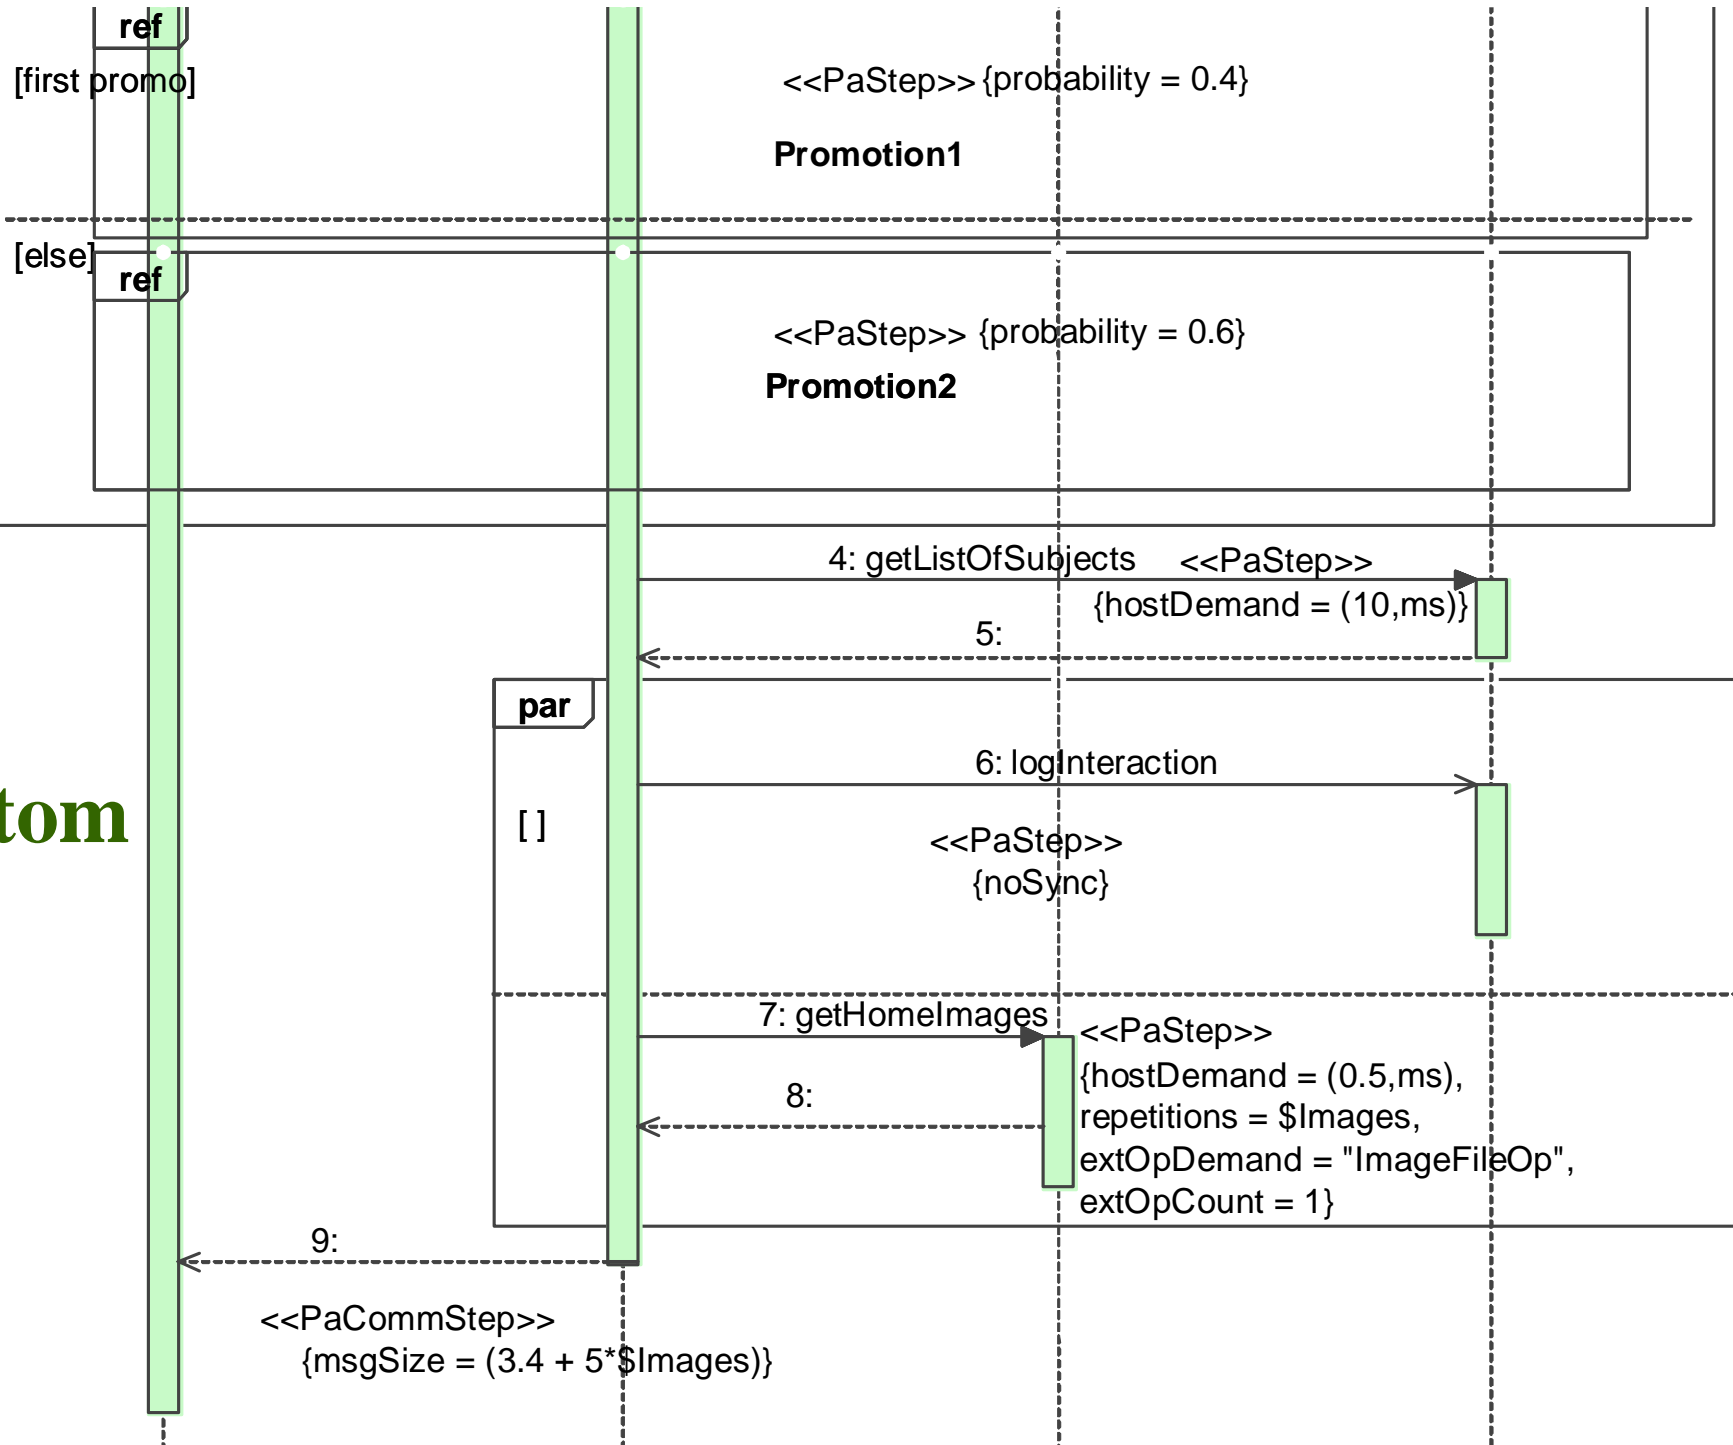 ref
[first promo]
<<PaStep>> {probability = 0.4}
Promotion1
[else]
ref
<<PaStep>> {probability = 0.6}
Promotion2
4: getListOfSubjects <<PaStep>>
{hostDemand = (10,ms)}
5:
par
6: logInteraction
tom
[ ]
<<PaStep>>
{noSync}
7: getHomeImages
<<PaStep>>
{hostDemand = (0.5,ms),
8:
repetitions = $Images,
extOpDemand = "ImageFileOp",
extOpCount = 1}
9:
<<PaCommStep>>
{msgSize = (3.4 + 5*$Images)}